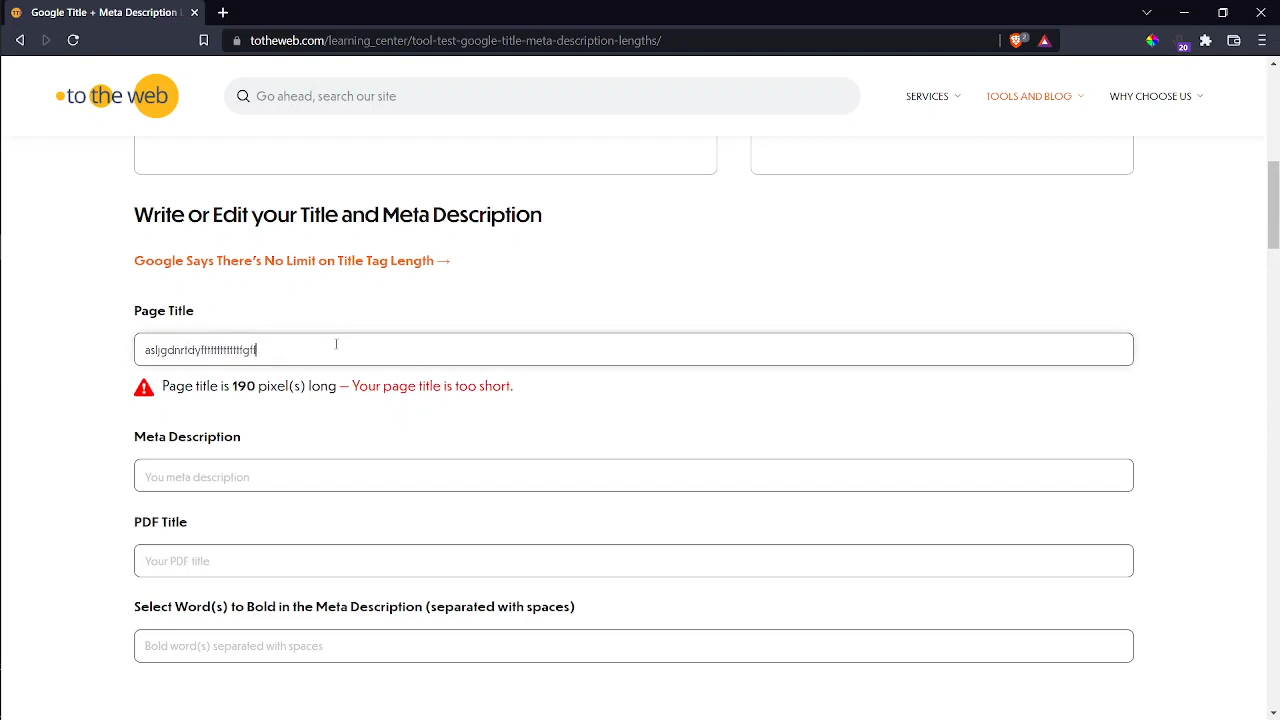 Google Title + Meta Description L
totheweb.com/learning_center/tool-test-google-title-meta-description-lengths/
2
20
to the web
Go ahead, search our site
SERVICES
TOOLS AND BLOG
WHY CHOOSE US
Write or Edit your Title and Meta Description
Google Says There's No Limit on Title Tag Length →
Page Title
Page title is 190 pixel(s) long – Your page title is too short.
Meta Description
You meta description
PDF Title
Your PDF title
Select Word(s) to Bold in the Meta Description (separated with spaces)
Bold word(s) separated with spaces